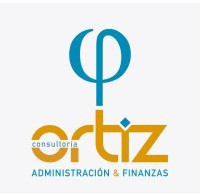 φ
consultoría
ortiz
ADMINISTRACIÓN & FINANZAS